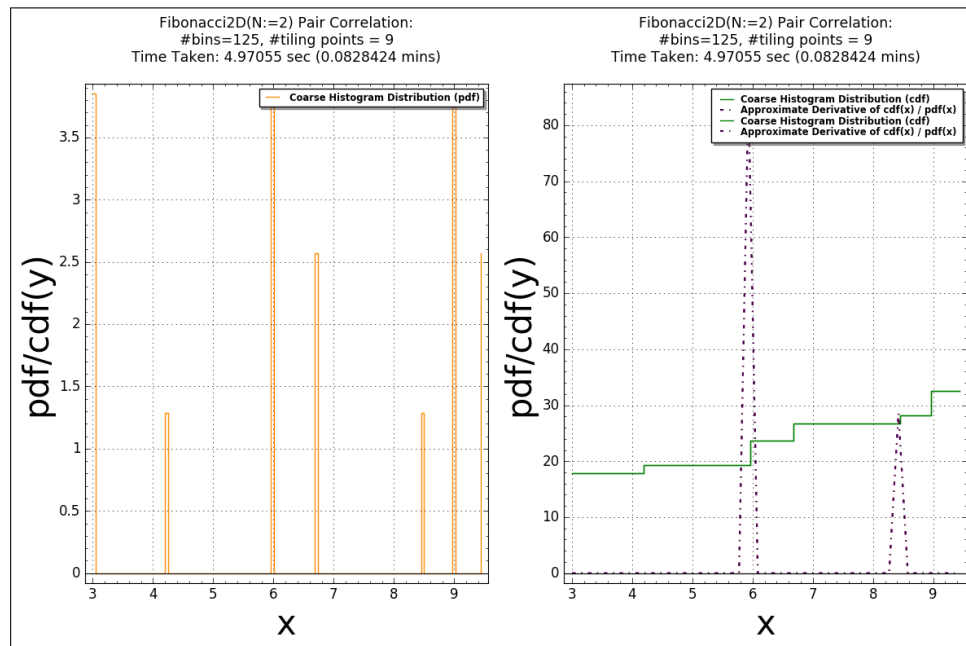 Fibonacci2D(N:=2) Pair Correlation:
#bins=125, #tiling points = 9
Time Taken: 4.97055 sec (0.0828424 mins)
Coarse Histogram Distribution (pdf)
pdf/cdf(y)
3.5
3
2.5
2
1.5
1
0.5
0
3 4 5 6 7 8 9
x
Fibonacci2D(N:=2) Pair Correlation:
#bins=125, #tiling points = 9
Time Taken: 4.97055 sec (0.0828424 mins)
Coarse Histogram Distribution (cdf)
Approximate Derivative of cdf(x) / pdf(x)
Coarse Histogram Distribution (cdf)
Approximate Derivative of cdf(x) / pdf(x)
pdf/cdf(y)
80
70
60
50
40
30
20
10
0
3 4 5 6 7 8 9
x